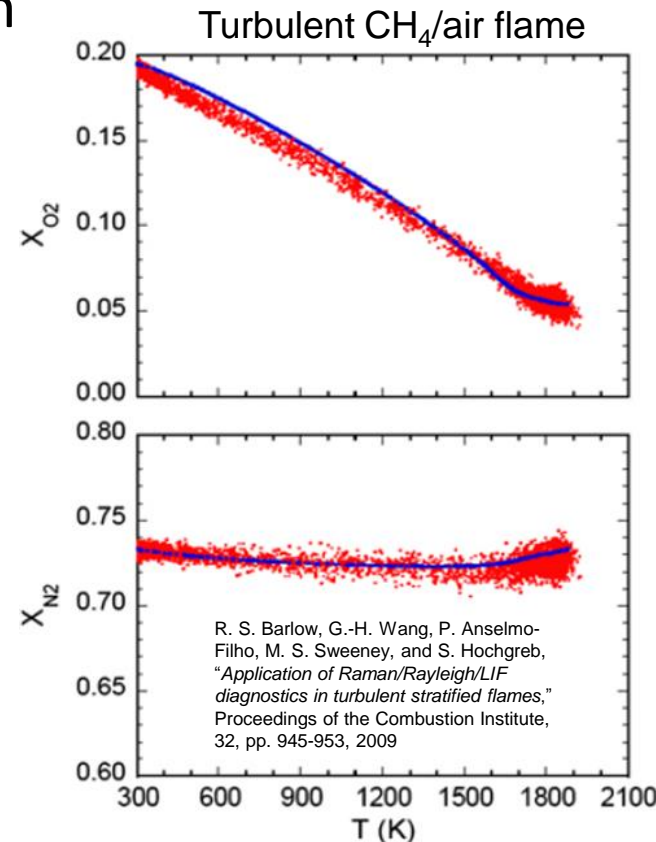 n
Turbulent CH₄/air flame
0.20
0.15
0.10
0.05
0.00
X_O2
0.80
0.75
0.70
0.65
0.60
X_N2
R. S. Barlow, G.-H. Wang, P. Anselmo-
Filho, M. S. Sweeney, and S. Hochgreb,
“Application of Raman/Rayleigh/LIF
diagnostics in turbulent stratified flames,”
Proceedings of the Combustion Institute,
32, pp. 945-953, 2009
300 600 900 1200 1500 1800 2100
T (K)